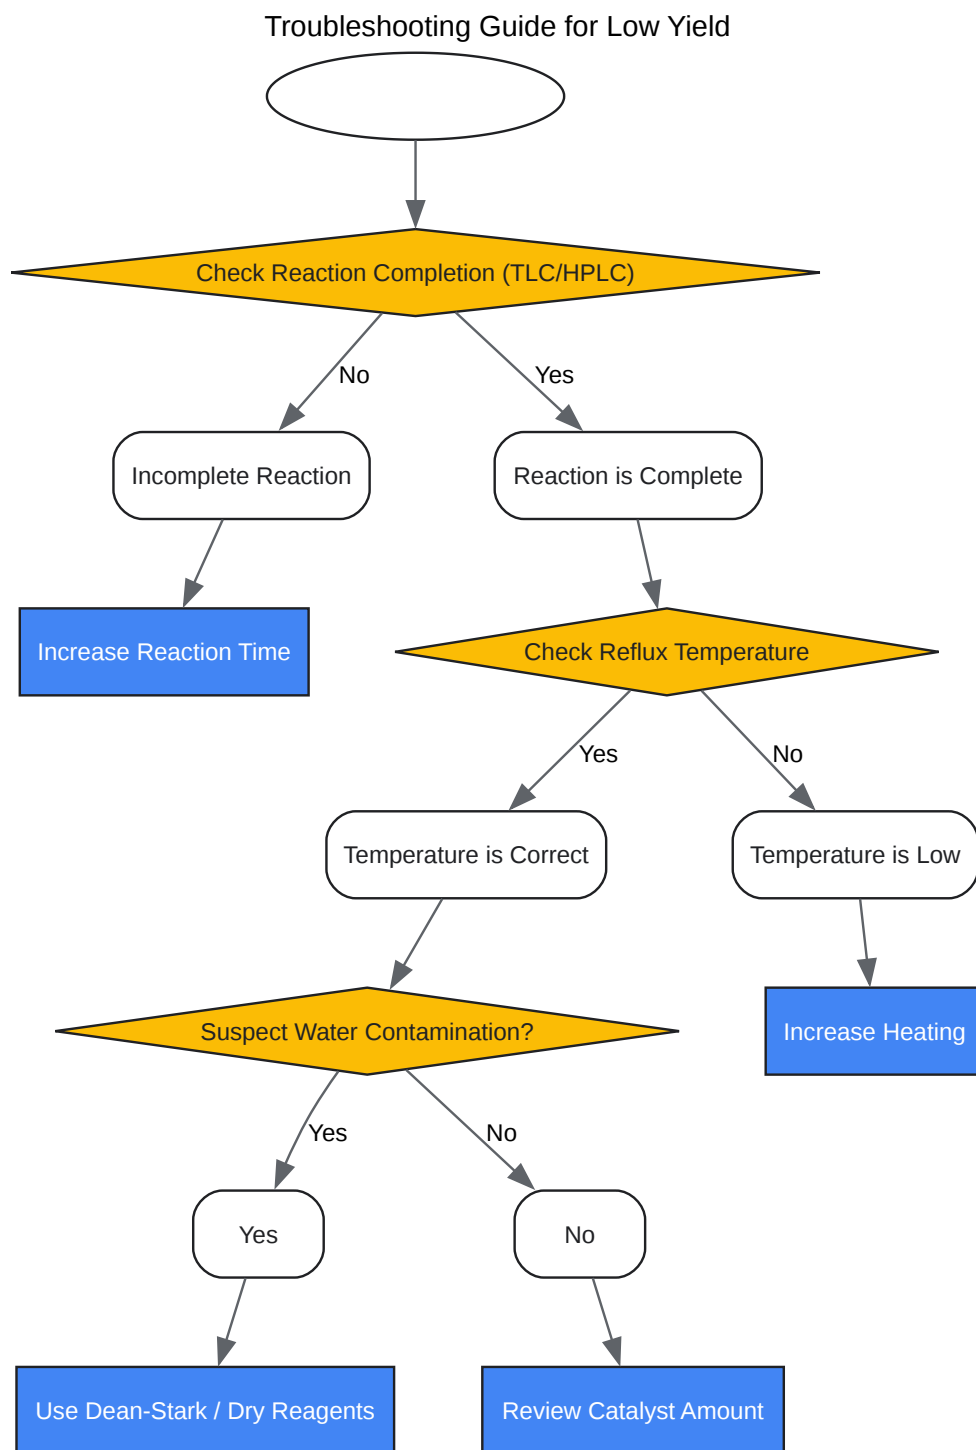 Troubleshooting Guide for Low Yield
Check Reaction Completion (TLC/HPLC)
No
Yes
Incomplete Reaction
Reaction is Complete
Increase Reaction Time
Check Reflux Temperature
Yes
No
Temperature is Correct
Temperature is Low
Suspect Water Contamination?
Increase Heating
Yes
No
Yes
No
Use Dean-Stark / Dry Reagents
Review Catalyst Amount